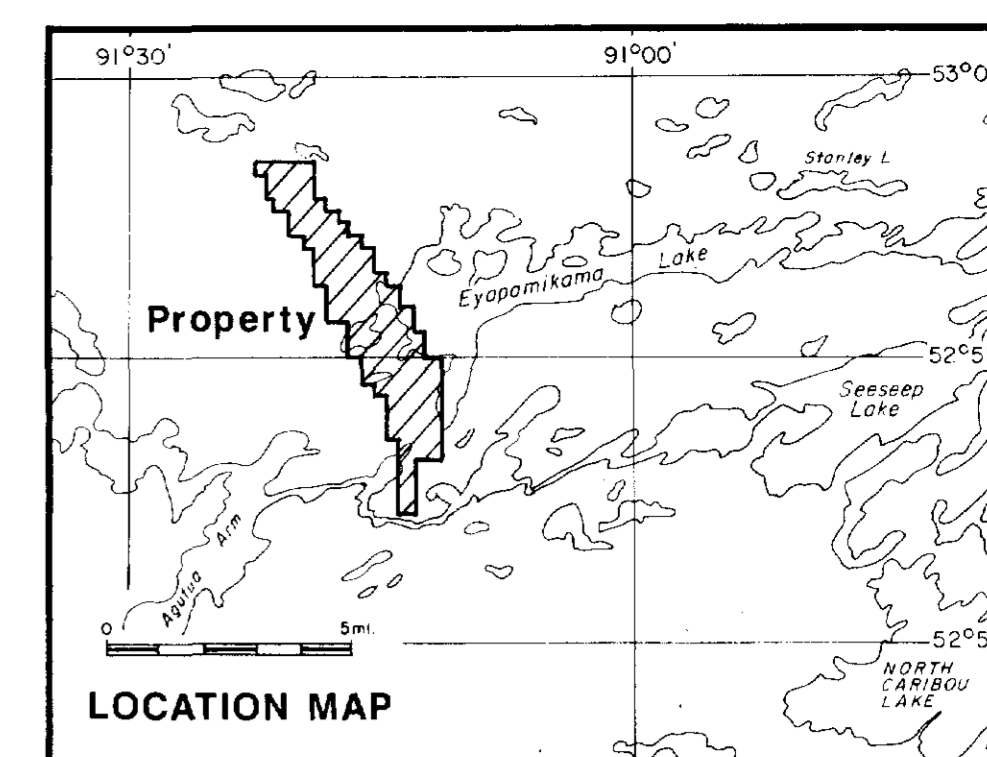 91°30'
91°00'
53°0
Stanley L
Eyapamikama Lake
Property
52°5
Seeseep
Lake
Agutua Arm
0 5mi.
52°5
NORTH
CARIBOU
LAKE
LOCATION MAP